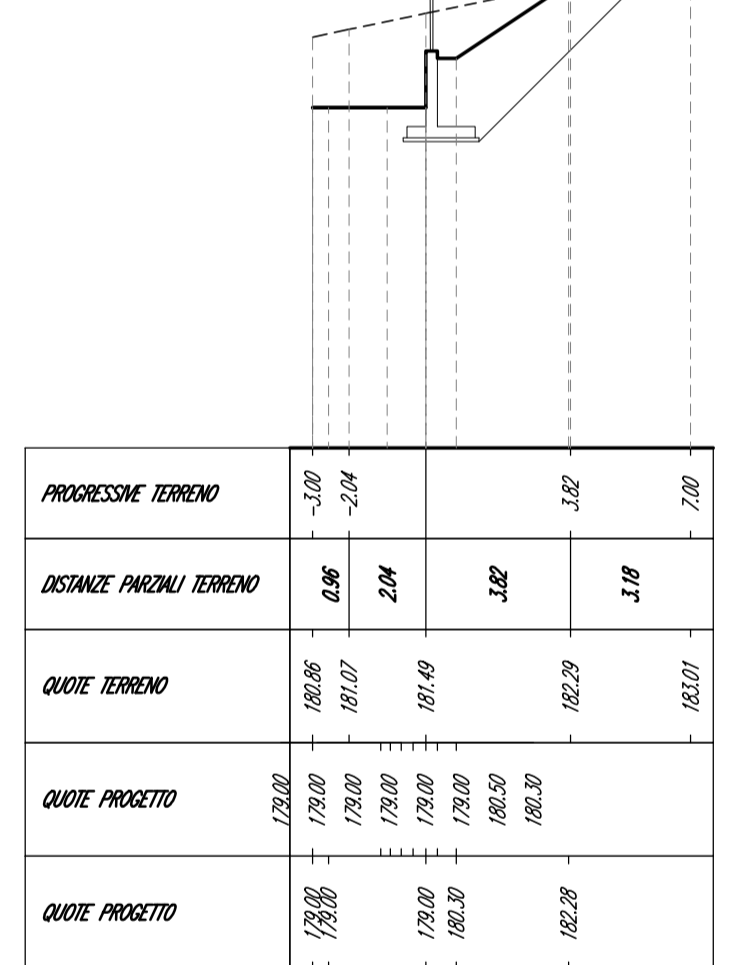 PROGRESSIVE TERRENO -3.00 -2.04 3.82 7.00
DISTANZE PARZIALI TERRENO 0.96 2.04 3.82 3.18
QUOTE TERRENO 180.86 181.07 181.49 182.29 183.01
QUOTE PROGETTO 179.00 179.00 179.00 179.00 179.00 179.00 180.50 180.30
QUOTE PROGETTO 179.00 179.00 179.00 180.30 182.28